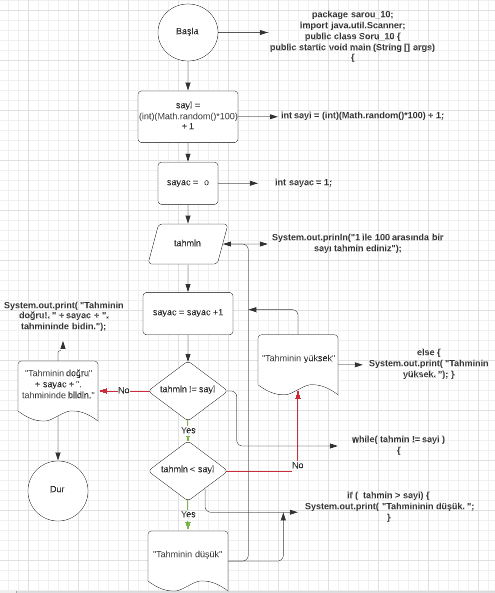 Başla
package sarou_10;
import java.util.Scanner;
public class Soru_10 {
public startic void main (String [] args)
{
sayı =
(int)(Math.random()*100)
+ 1
int sayi = (int)(Math.random()*100) + 1;
sayac = 0
int sayac = 1;
tahmin
System.out.prinln("1 ile 100 arasında bir
sayı tahmin ediniz");
sayac = sayac +1
System.out.print( "Tahminin
doğru!. " + sayac + ".
tahmininde bidin.");
"Tahminin doğru"
+ sayac + ".
tahmininde bildin."
No
tahmin != sayı
"Tahminin yüksek"
else {
System.out.print( "Tahminin
yüksek. "); }
Yes
while( tahmin != sayi )
{
Dur
tahmin < sayı
No
if ( tahmin > sayi) {
System.out.print( "Tahmininin düşük. ";
}
Yes
"Tahminin düşük"